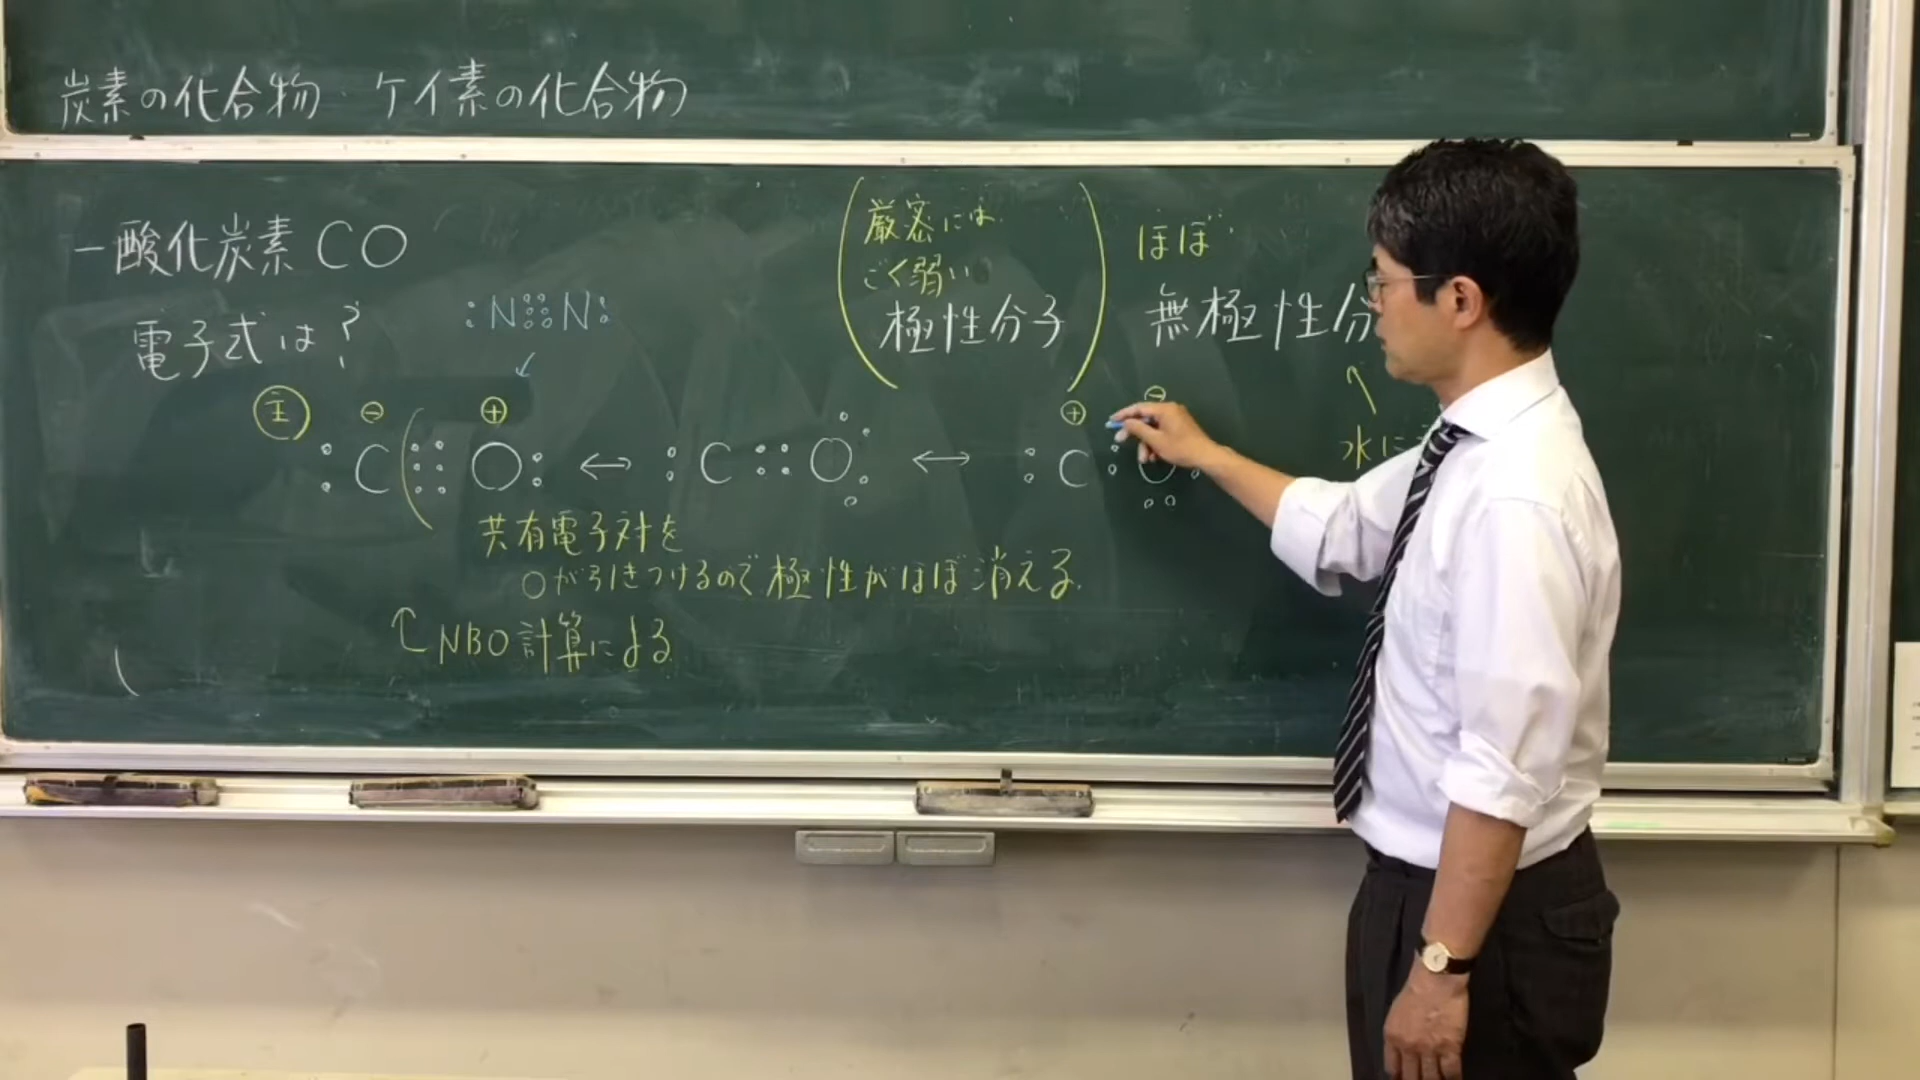 炭素の化合物・ケイ素の化合物
一酸化炭素 CO
電子式は?
:N⋮⋮N:
↙
(厳密には
ごく弱い
極性分子)
ほぼ
無極性分
↑
水に
主 ⊖ ⊕ ⊕ ⊖
:C(⋮⋮O: ↔ :C::O ↔ :C:O
共有電子対を
Oが引きつけるので極性がほぼ消える.
↑NBO計算による